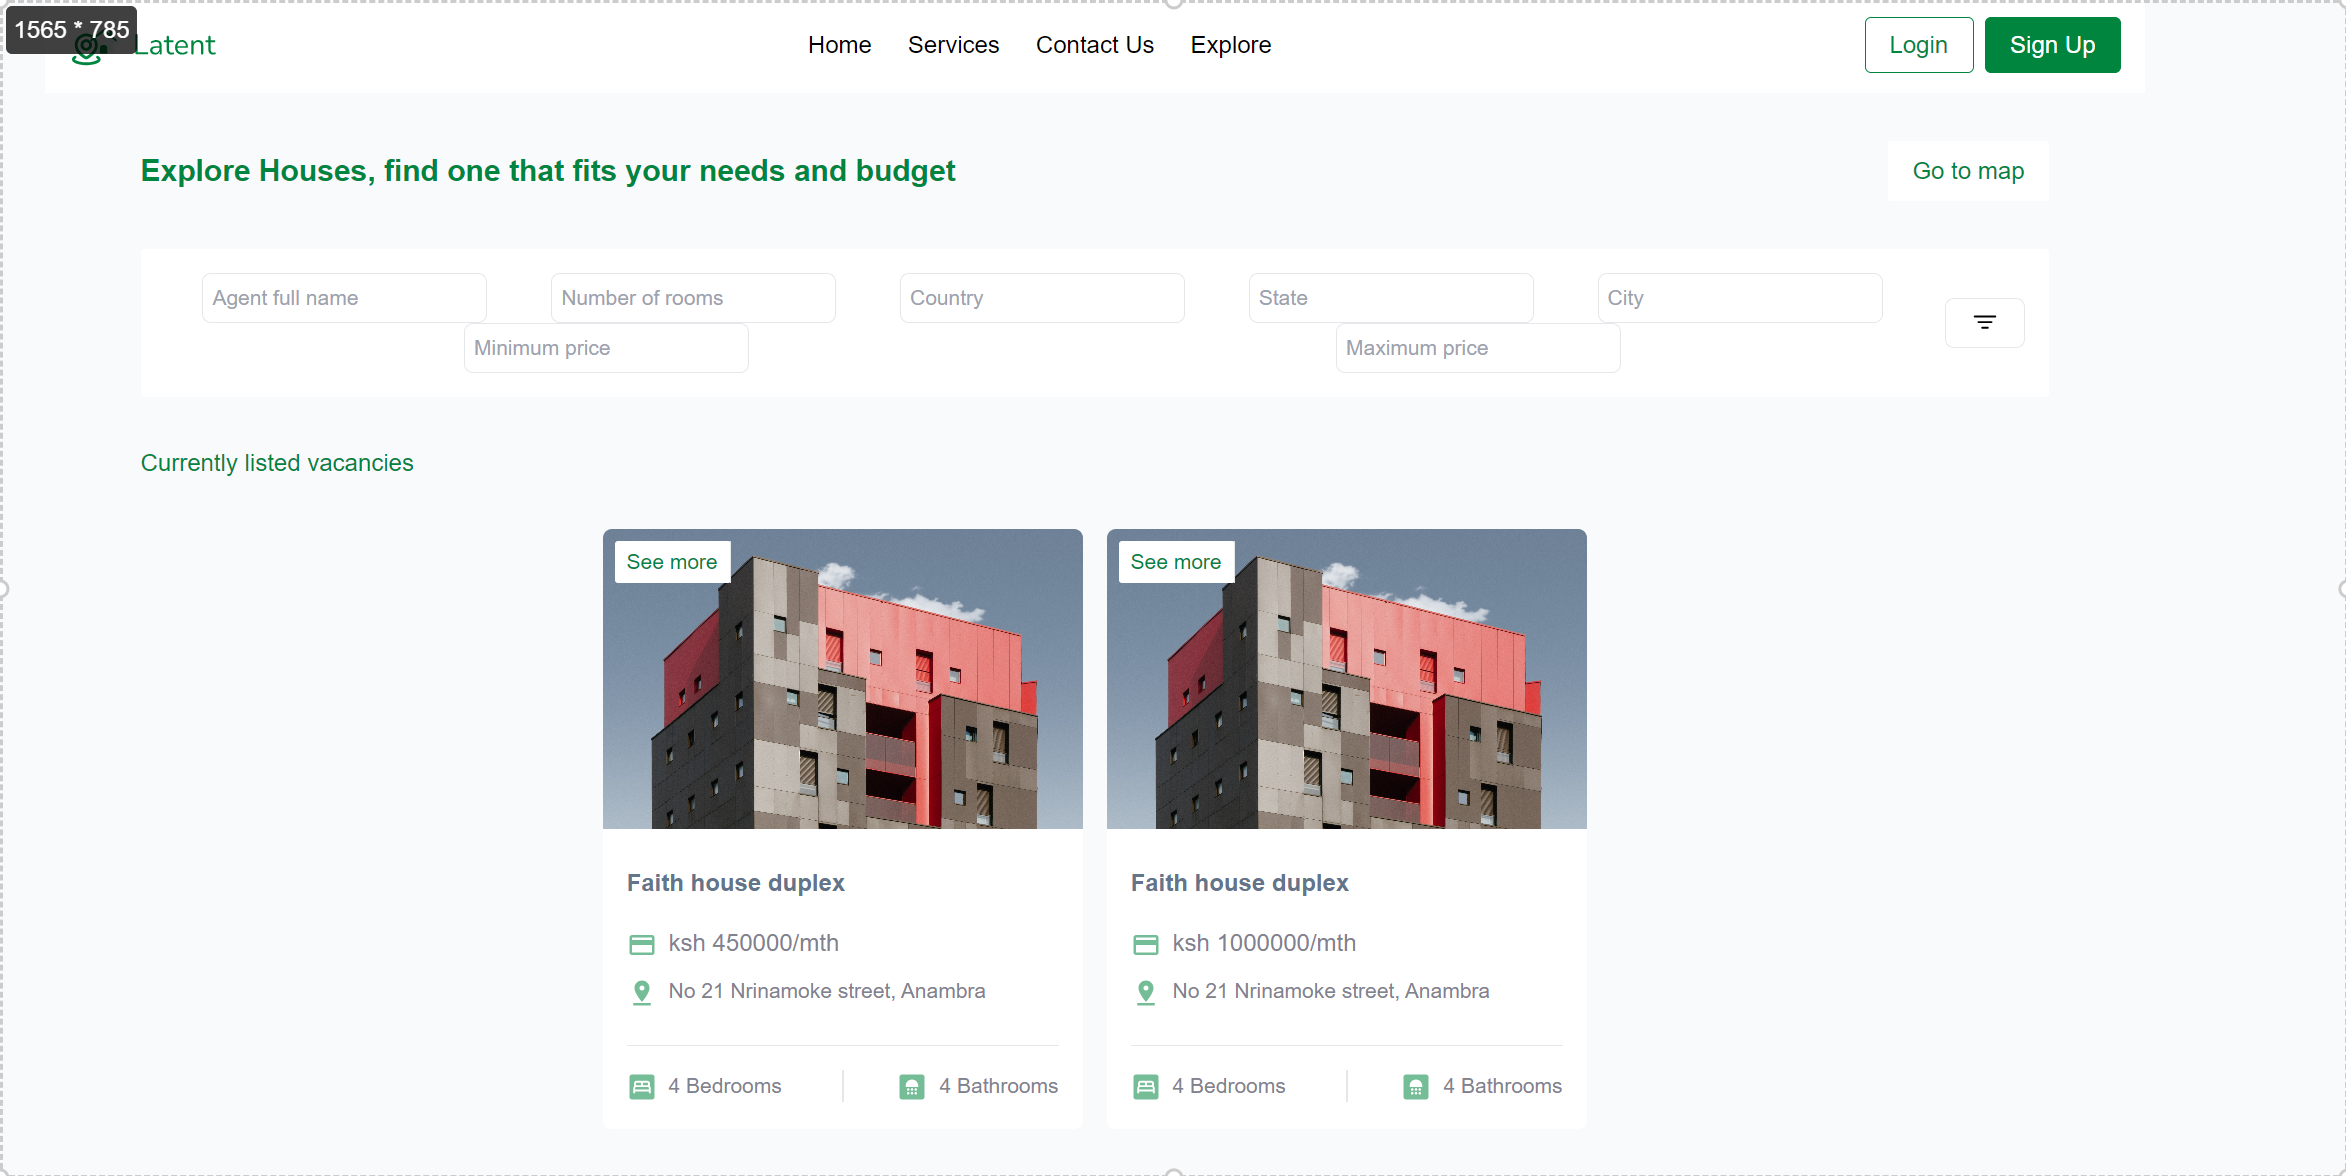 1565 * 785
Latent
Home Services Contact Us Explore
Login Sign Up
Explore Houses, find one that fits your needs and budget
Go to map
Agent full name Number of rooms Country State City
Minimum price Maximum price
Currently listed vacancies
See more See more
Faith house duplex Faith house duplex
ksh 450000/mth ksh 1000000/mth
No 21 Nrinamoke street, Anambra No 21 Nrinamoke street, Anambra
4 Bedrooms 4 Bathrooms 4 Bedrooms 4 Bathrooms